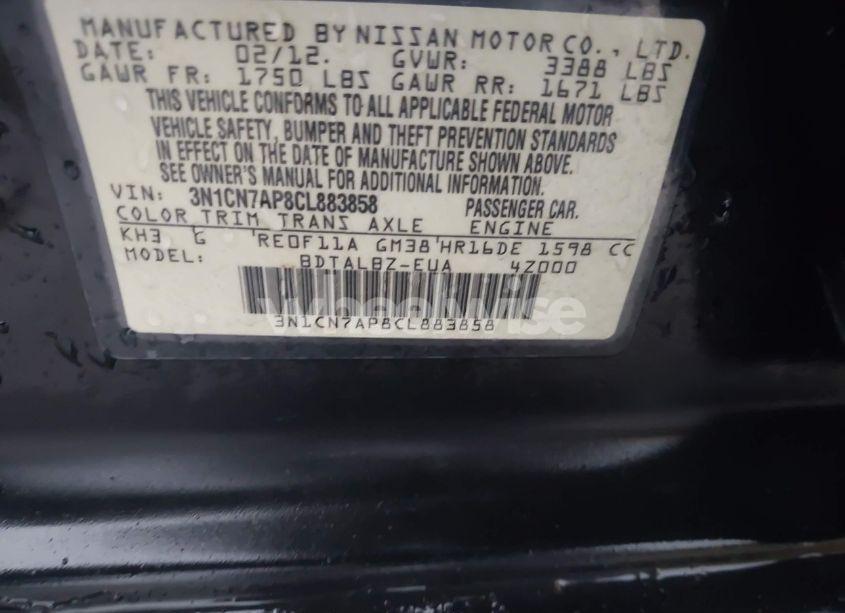 MANUFACTURED BY NISSAN MOTOR CO., LTD.
DATE: 02/12. GVWR: 3388 LBS
GAWR FR: 1750 LBS GAWR RR: 1671 LBS
THIS VEHICLE CONFORMS TO ALL APPLICABLE FEDERAL MOTOR
VEHICLE SAFETY, BUMPER AND THEFT PREVENTION STANDARDS
IN EFFECT ON THE DATE OF MANUFACTURE SHOWN ABOVE.
SEE OWNER'S MANUAL FOR ADDITIONAL INFORMATION.
VIN: 3N1CN7AP8CL883858 PASSENGER CAR.
COLOR TRIM TRANS AXLE ENGINE
KH3 G RE0F11A GM38 HR16DE 1598 CC
MODEL: BDTALBZ-EUA 4Z000
wheelwise
3N1CN7AP8CL883858